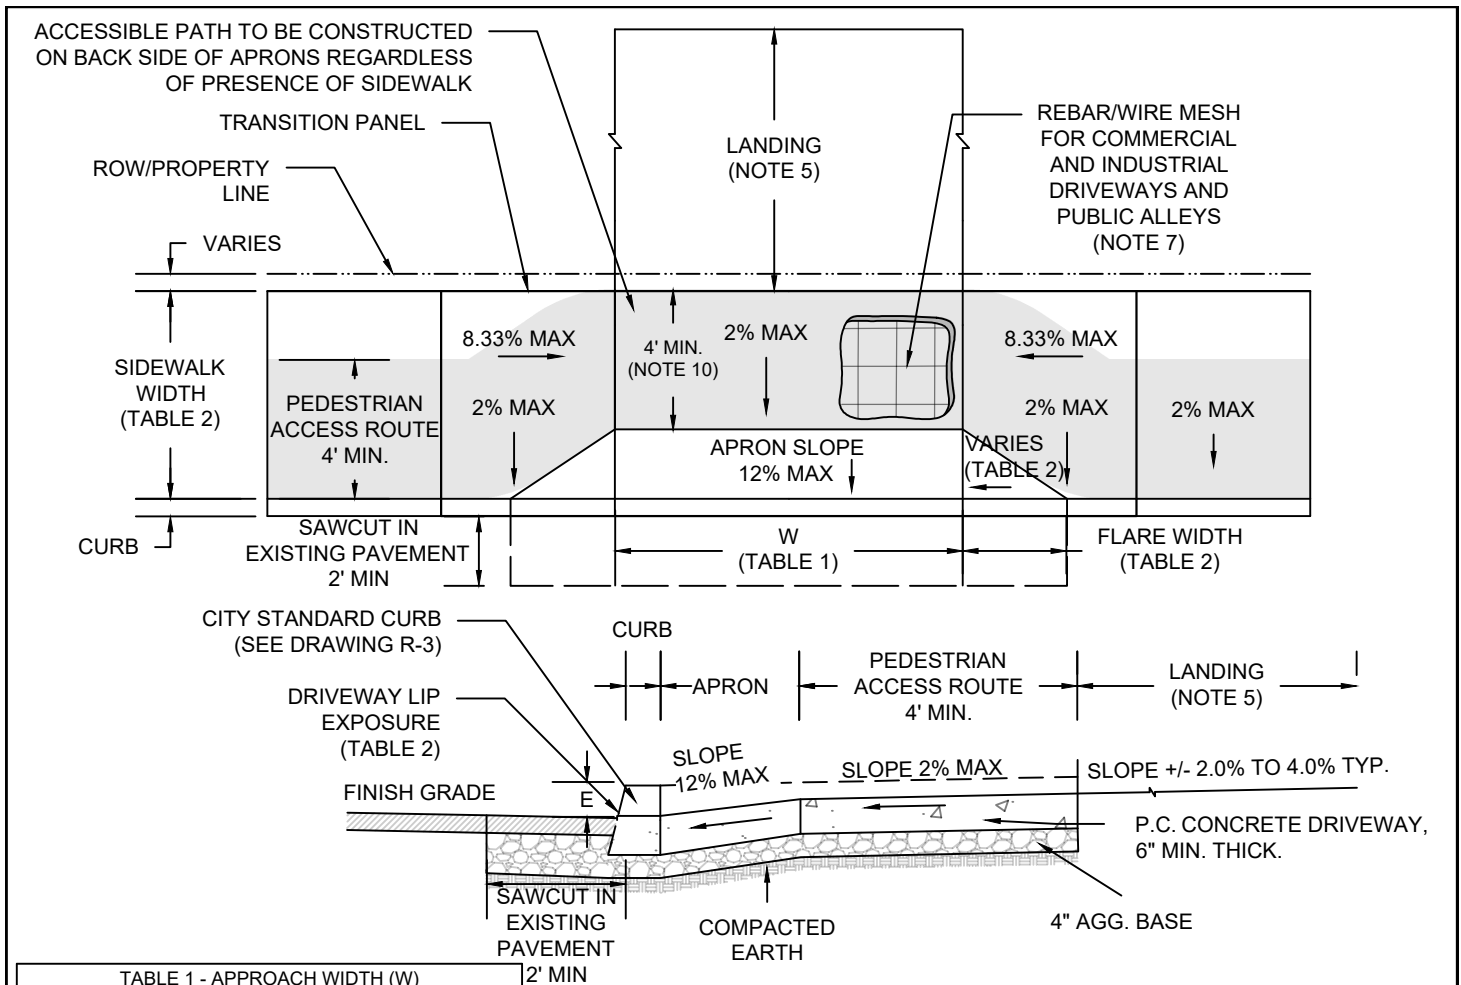 ACCESSIBLE PATH TO BE CONSTRUCTED
ON BACK SIDE OF APRONS REGARDLESS
OF PRESENCE OF SIDEWALK
TRANSITION PANEL
ROW/PROPERTY
LINE
VARIES
LANDING
(NOTE 5)
REBAR/WIRE MESH
FOR COMMERCIAL
AND INDUSTRIAL
DRIVEWAYS AND
PUBLIC ALLEYS
(NOTE 7)
SIDEWALK
WIDTH
(TABLE 2)
PEDESTRIAN
ACCESS ROUTE
4' MIN.
8.33% MAX
2% MAX
4' MIN.
(NOTE 10)
2% MAX
8.33% MAX
2% MAX
2% MAX
APRON SLOPE
12% MAX
VARIES
(TABLE 2)
CURB
SAWCUT IN
EXISTING PAVEMENT
2' MIN
W
(TABLE 1)
FLARE WIDTH
(TABLE 2)
CITY STANDARD CURB
(SEE DRAWING R-3)
DRIVEWAY LIP
EXPOSURE
(TABLE 2)
CURB
APRON
PEDESTRIAN
ACCESS ROUTE
4' MIN.
LANDING
(NOTE 5)
FINISH GRADE
E
SLOPE
12% MAX
SLOPE 2% MAX
SLOPE +/- 2.0% TO 4.0% TYP.
P.C. CONCRETE DRIVEWAY,
6" MIN. THICK.
4" AGG. BASE
COMPACTED
EARTH
SAWCUT IN
EXISTING
PAVEMENT
2' MIN
TABLE 1 - APPROACH WIDTH (W)